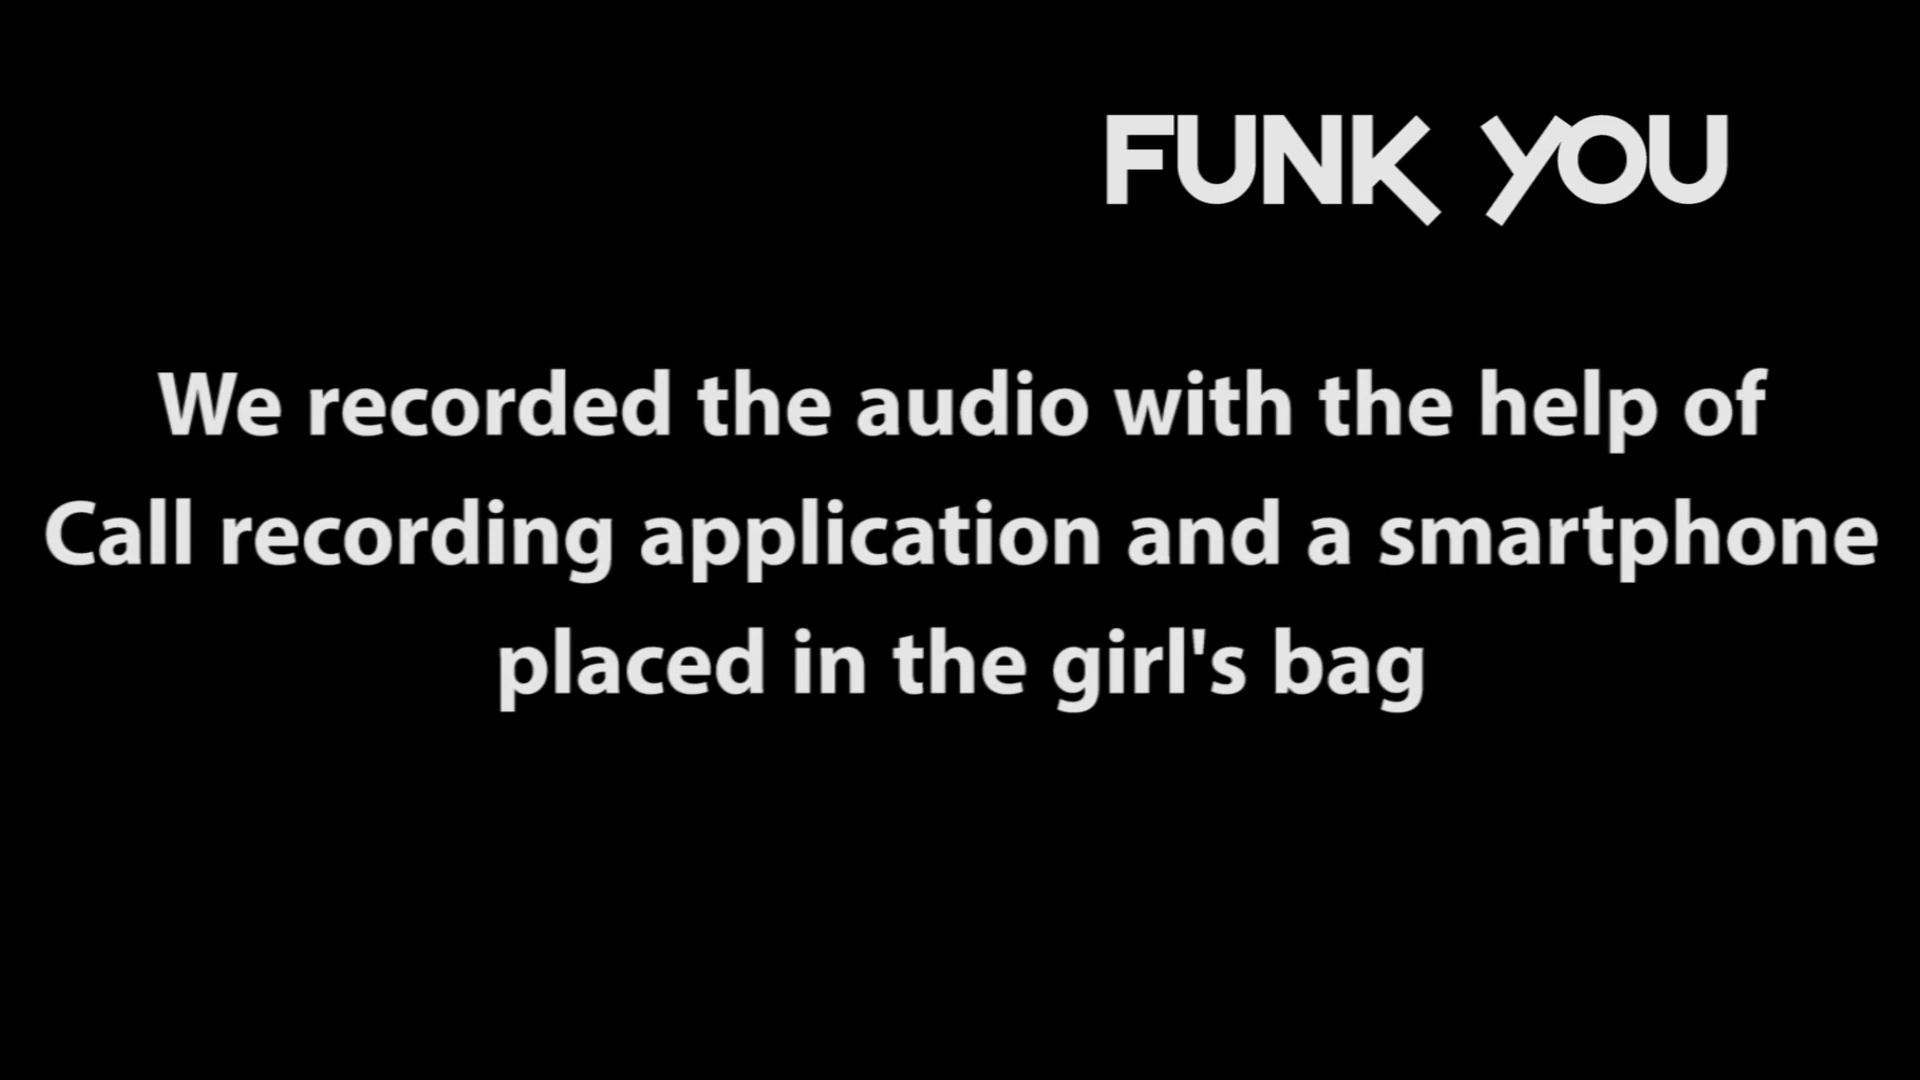 FUNK YOU
We recorded the audio with the help of
Call recording application and a smartphone
placed in the girl's bag